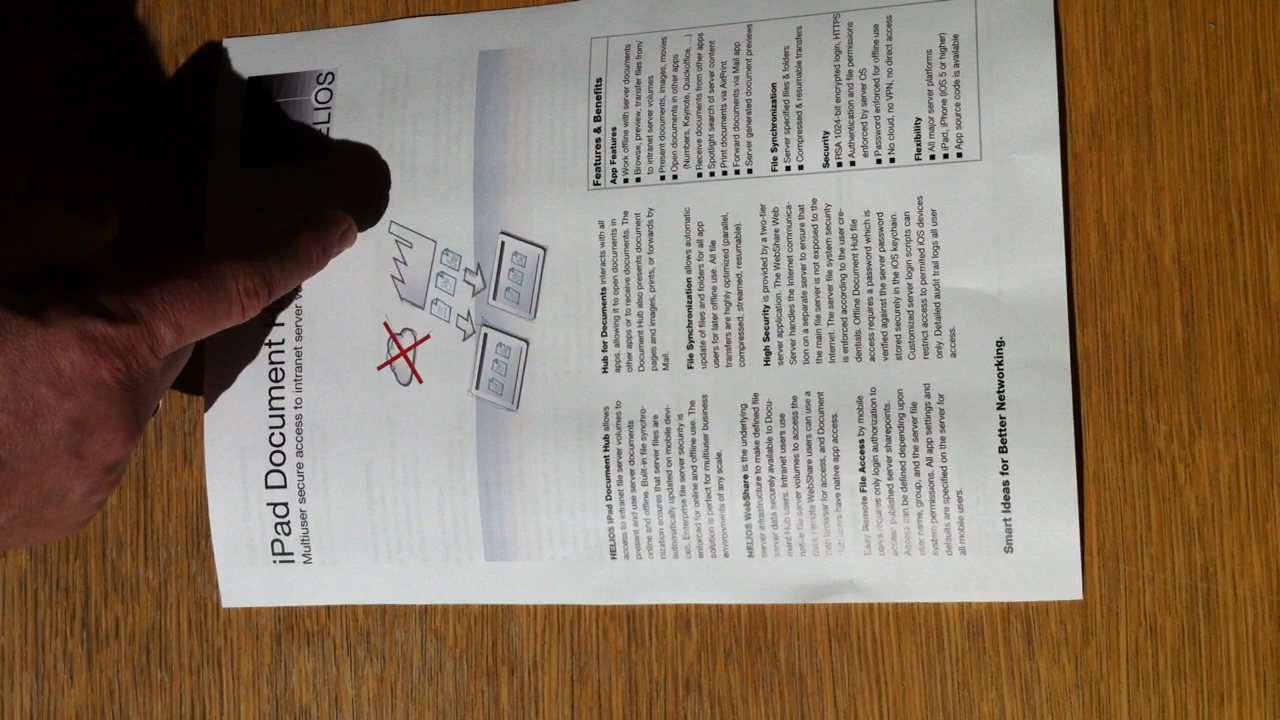 ELIOS
iPad Document
Multiuser secure access to intranet server
HELIOS iPad Document Hub allows
access to intranet file server volumes to
present and use server documents
online and offline. Built-in file synchro-
nization ensures that server files are
automatically updated on mobile devi-
ces. Enterprise file server security is
enforced for online and offline use. The
solution is perfect for multiuser business
environments of any scale.
HELIOS WebShare is the underlying
server infrastructure to make defined file
server data securely available to Docu-
ment Hub users. Intranet users use
native file server volumes to access the
data, remote WebShare users can use a
web browser for access, and Document
Hub users have native app access.
Easy Remote File Access by mobile
users requires only login authorization to
access published server sharepoints.
Access can be defined depending upon
user name, group, and the server file
system permissions. All app settings and
defaults are specified on the server for
all mobile users.
Hub for Documents interacts with all
apps, allowing it to open documents in
other apps or to receive documents. The
Document Hub also presents document
pages and images, prints, or forwards by
Mail.
File Synchronization allows automatic
update of files and folders for all app
users for later offline use. All file
transfers are highly optimized (parallel,
compressed, streamed, resumable).
High Security is provided by a two-tier
server application. The WebShare Web
Server handles the Internet communica-
tion on a separate server to ensure that
the main file server is not exposed to the
Internet. The server file system security
is enforced according to the user cre-
dentials. Offline Document Hub file
access requires a password which is
verified against the server password
stored securely in the iOS Keychain.
Customized server login scripts can
restrict access to permitted iOS devices
only. Detailed audit trail logs all user
access.
Features & Benefits
App Features
■ Work offline with server documents
■ Browse, preview, transfer files from/
to intranet server volumes
■ Present documents, images, movies
■ Open documents in other apps
(Numbers, Keynote, Quickoffice, ...)
■ Receive documents from other apps
■ Spotlight search of server content
■ Print documents via AirPrint
■ Forward documents via Mail app
■ Server generated document previews
File Synchronization
■ Server specified files & folders
■ Compressed & resumable transfers
Security
■ RSA 1024-bit encrypted login, HTTPS
■ Authentication and file permissions
enforced by server OS
■ Password enforced for offline use
■ No cloud, no VPN, no direct access
Flexibility
■ All major server platforms
■ iPad, iPhone (iOS 5 or higher)
■ App source code is available
Smart Ideas for Better Networking.